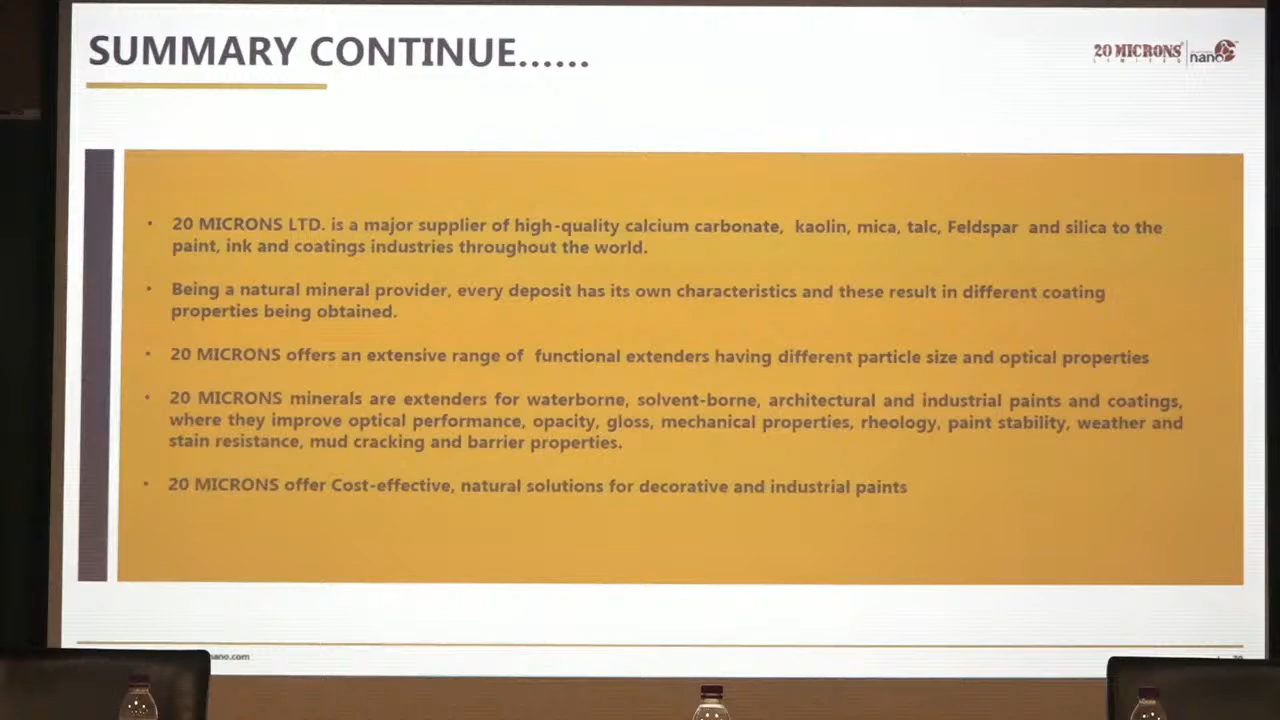 SUMMARY CONTINUE......
20 MICRONS
LIMITED
nano
• 20 MICRONS LTD. is a major supplier of high-quality calcium carbonate, kaolin, mica, talc, Feldspar and silica to the
paint, ink and coatings industries throughout the world.
• Being a natural mineral provider, every deposit has its own characteristics and these result in different coating
properties being obtained.
• 20 MICRONS offers an extensive range of functional extenders having different particle size and optical properties
• 20 MICRONS minerals are extenders for waterborne, solvent-borne, architectural and industrial paints and coatings,
where they improve optical performance, opacity, gloss, mechanical properties, rheology, paint stability, weather and
stain resistance, mud cracking and barrier properties.
• 20 MICRONS offer Cost-effective, natural solutions for decorative and industrial paints
nano.com